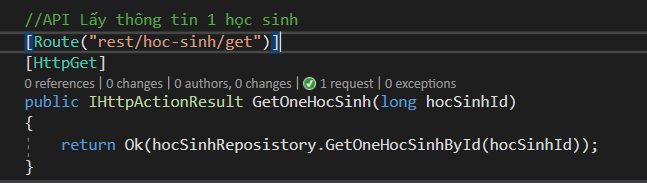 //API Lấy thông tin 1 học sinh
[Route("rest/hoc-sinh/get")]
[HttpGet]
0 references | 0 changes | 0 authors, 0 changes | 1 request | 0 exceptions
public IHttpActionResult GetOneHocSinh(long hocSinhId)
{
return Ok(hocSinhReposistory.GetOneHocSinhById(hocSinhId));
}